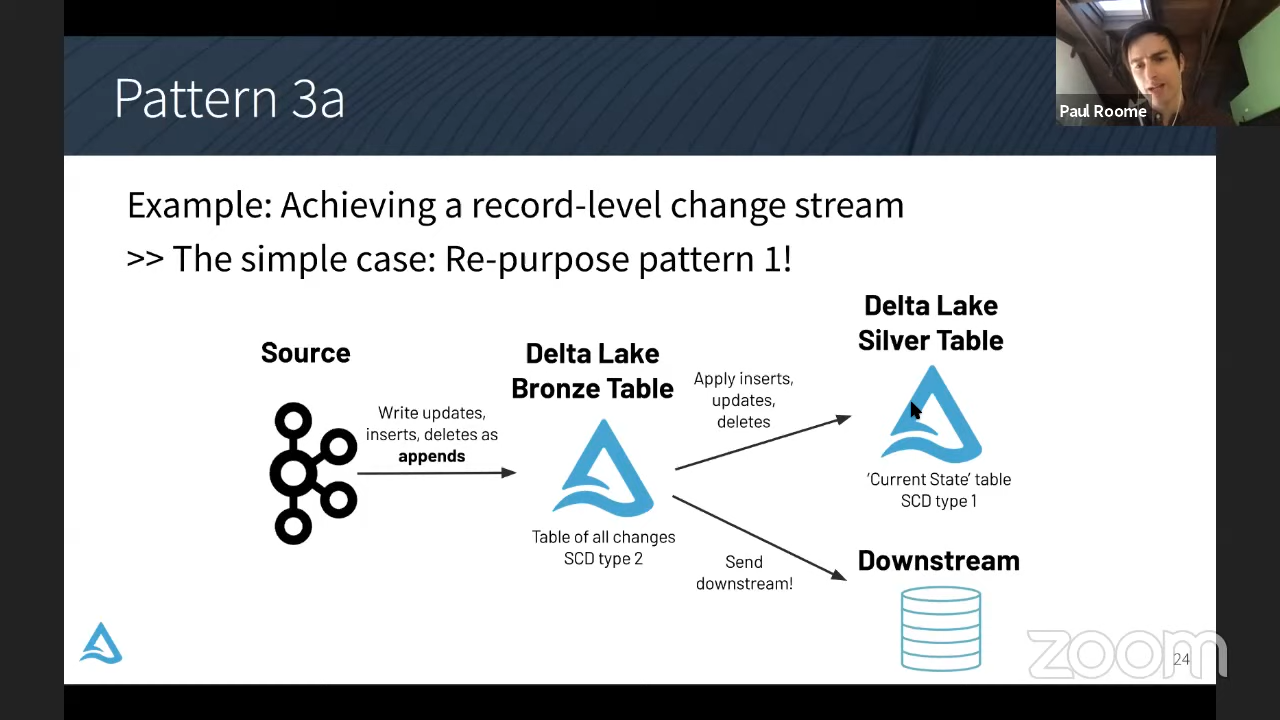 Pattern 3a
Paul Roome
Example: Achieving a record-level change stream
>> The simple case: Re-purpose pattern 1!
Source
Write updates,
inserts, deletes as
appends
Delta Lake
Bronze Table
Table of all changes
SCD type 2
Apply inserts,
updates,
deletes
Delta Lake
Silver Table
'Current State' table
SCD type 1
Send
downstream!
Downstream
zoom
24